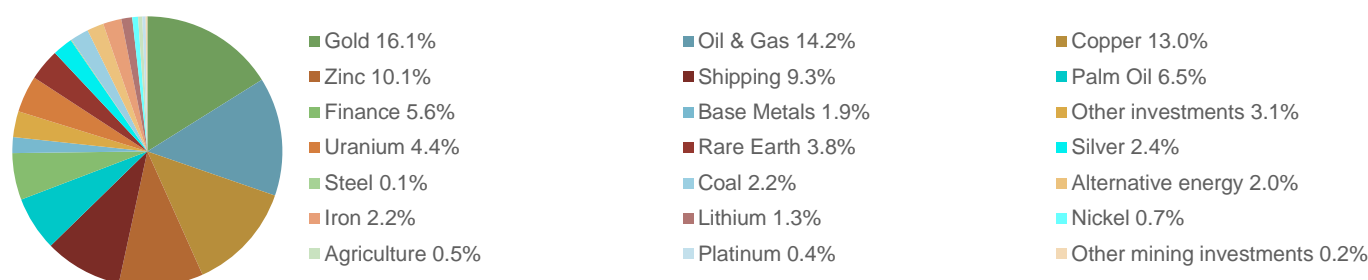 Gold 16.1%
Oil & Gas 14.2%
Copper 13.0%
Zinc 10.1%
Shipping 9.3%
Palm Oil 6.5%
Finance 5.6%
Base Metals 1.9%
Other investments 3.1%
Uranium 4.4%
Rare Earth 3.8%
Silver 2.4%
Steel 0.1%
Coal 2.2%
Alternative energy 2.0%
Iron 2.2%
Lithium 1.3%
Nickel 0.7%
Agriculture 0.5%
Platinum 0.4%
Other mining investments 0.2%